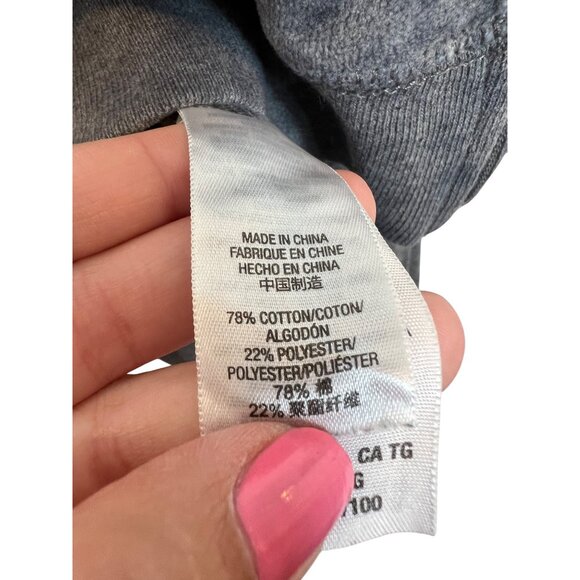 MADE IN CHINA
FABRIQUE EN CHINE
HECHO EN CHINA
中国制造
78% COTTON/COTON/
ALGODÓN
22% POLYESTER/
POLYESTER/POLIÉSTER
78% 棉
22% 聚酯纤维
CA TG
G
/100